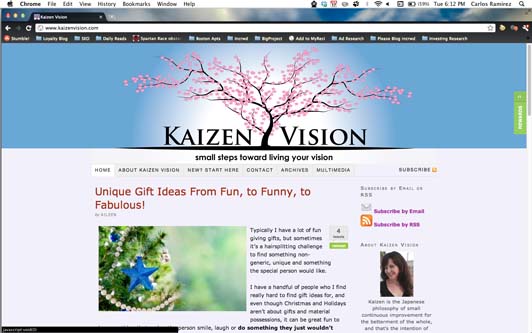 Chrome File Edit View History Bookmarks Window Help (59%) Tue 6:12 PM Carlos Ramirez
Kaizen Vision
www.kaizenvision.com
Stumble! Loyalty Blog SEO Daily Reads Spartan Race Boston Apts Incred BigProject Add to MyRect Ad Research Please Blog Incred Investing Research
KAIZEN VISION
small steps toward living your vision
rewards
HOME ABOUT KAIZEN VISION NEW? START HERE CONTACT ARCHIVES MULTIMEDIA SUBSCRIBE
Unique Gift Ideas From Fun, to Funny, to
Fabulous!
by KILEEN
Typically I have a lot of fun
giving gifts, but sometimes
it's a hairsplitting challenge
to find something non-
generic, unique and something
the special person would like.
4
tweets
retweet
I have a handful of people who I find
really hard to find gift ideas for, and
even though Christmas and Holidays
aren't about gifts and material
possessions, it can be great fun to
person smile, laugh or do something they just wouldn't
SUBSCRIBE BY EMAIL OR
RSS
Subscribe by Email
Subscribe by RSS
ABOUT KAIZEN VISION
Kaizen is the Japanese
philosophy of small
continuous improvement for
the betterment of the whole,
and that's the intention of
javascript:void(0)